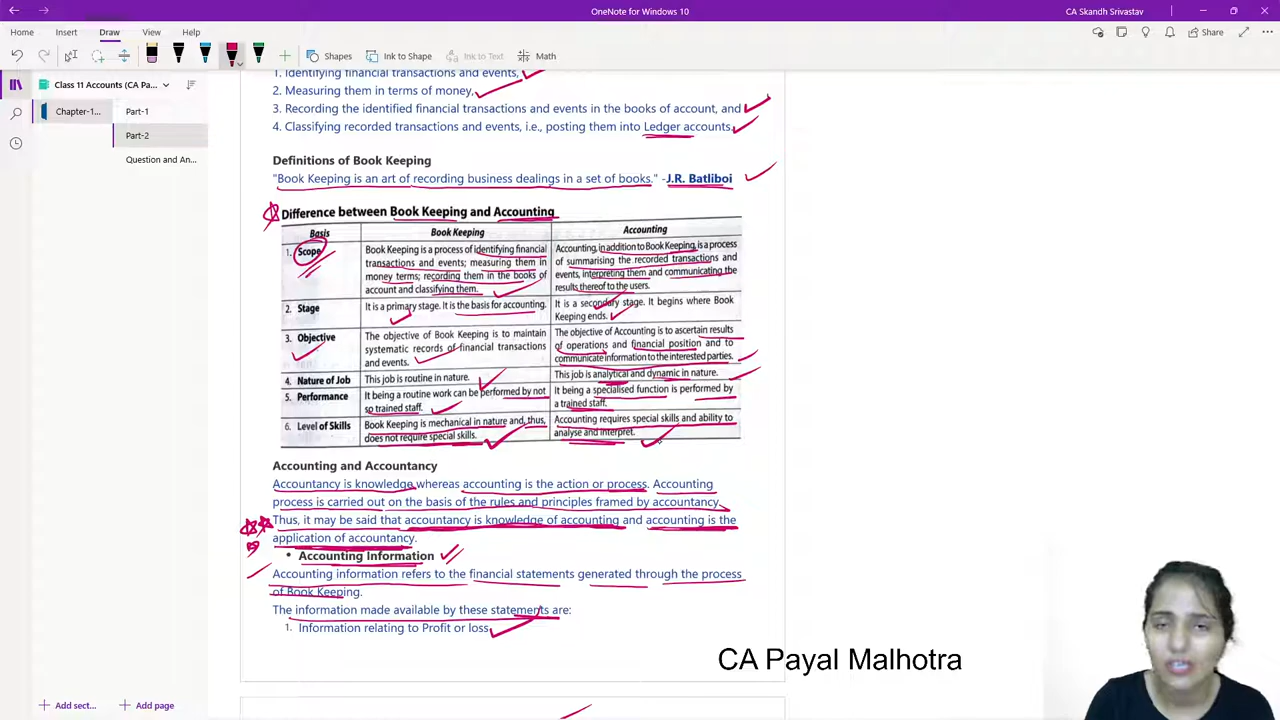 OneNote for Windows 10
CA Skandh Srivastav
Home Insert Draw View Help
Shapes Ink to Shape Ink to Text Math Share
Class 11 Accounts (CA Pa...
Chapter-1...
Part-1
Part-2
Question and An...
1. Identifying financial transactions and events,
2. Measuring them in terms of money,
3. Recording the identified financial transactions and events in the books of account, and
4. Classifying recorded transactions and events, i.e., posting them into Ledger accounts.
Definitions of Book Keeping
"Book Keeping is an art of recording business dealings in a set of books." -J.R. Batliboi
Difference between Book Keeping and Accounting
Basis Book Keeping Accounting
1. Scope
Book Keeping is a process of identifying financial
transactions and events; measuring them in
money terms; recording them in the books of
account and classifying them.
Accounting, in addition to Book Keeping, is a process
of summarising the recorded transactions and
events, interpreting them and communicating the
results thereof to the users.
2. Stage
It is a primary stage. It is the basis for accounting.
It is a secondary stage. It begins where Book
Keeping ends.
3. Objective
The objective of Book Keeping is to maintain
systematic records of financial transactions
and events.
The objective of Accounting is to ascertain results
of operations and financial position and to
communicate information to the interested parties.
4. Nature of Job
This job is routine in nature.
This job is analytical and dynamic in nature.
5. Performance
It being a routine work can be performed by not
so trained staff.
It being a specialised function is performed by
a trained staff.
6. Level of Skills
Book Keeping is mechanical in nature and, thus,
does not require special skills.
Accounting requires special skills and ability to
analyse and interpret.
Accounting and Accountancy
Accountancy is knowledge whereas accounting is the action or process. Accounting
process is carried out on the basis of the rules and principles framed by accountancy.
Thus, it may be said that accountancy is knowledge of accounting and accounting is the
application of accountancy.
• Accounting Information
Accounting information refers to the financial statements generated through the process
of Book Keeping.
The information made available by these statements are:
1. Information relating to Profit or loss
CA Payal Malhotra
Add sect... Add page